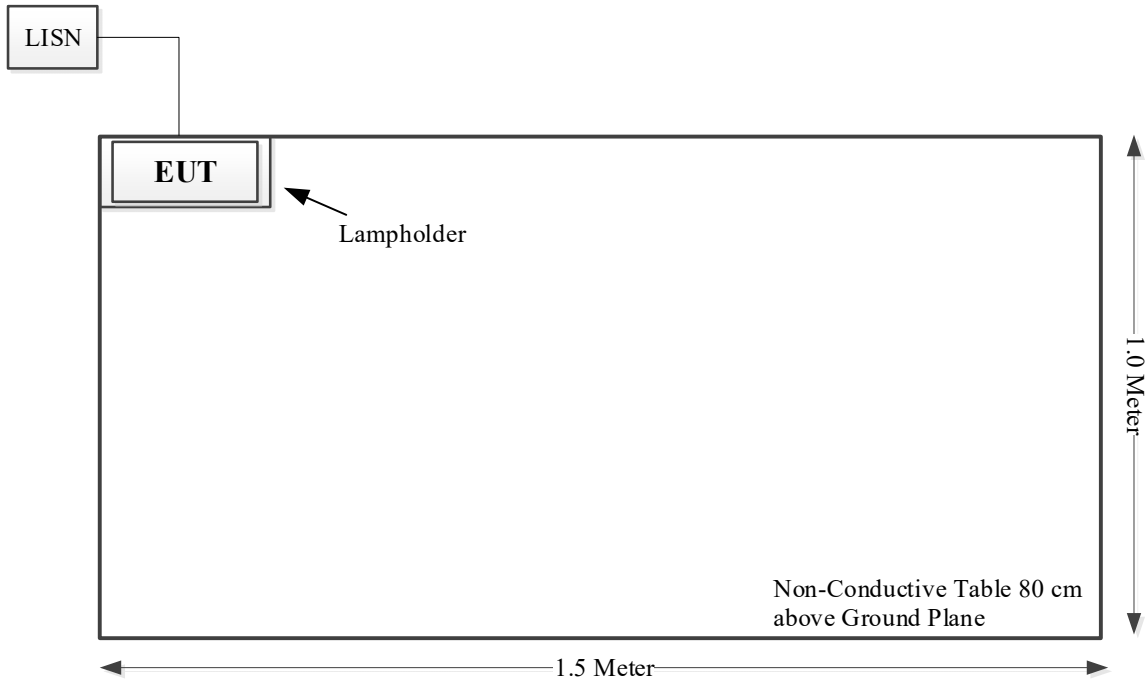 LISN
EUT
Lampholder
1.0 Meter
Non-Conductive Table 80 cm
above Ground Plane
1.5 Meter